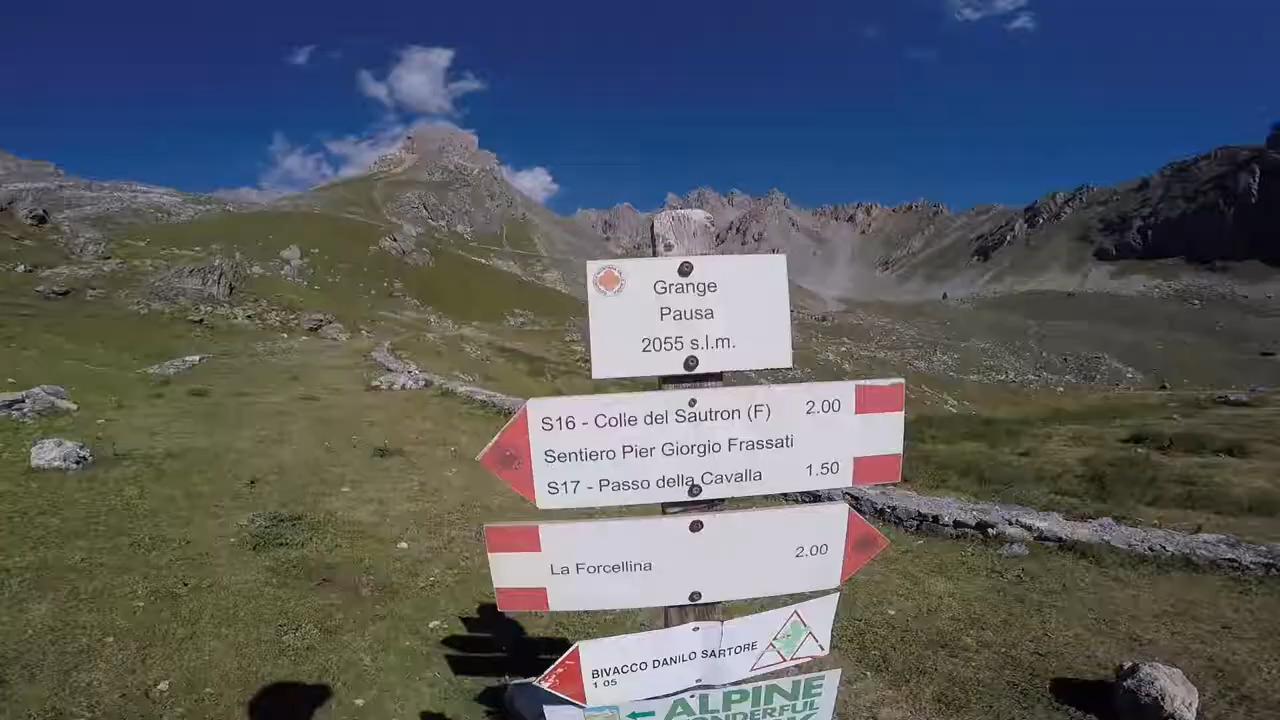 Grange
Pausa
2055 s.l.m.
S16 - Colle del Sautron (F) 2.00
Sentiero Pier Giorgio Frassati
S17 - Passo della Cavalla 1.50
La Forcellina 2.00
BIVACCO DANILO SARTORE
1 05
ALPINE